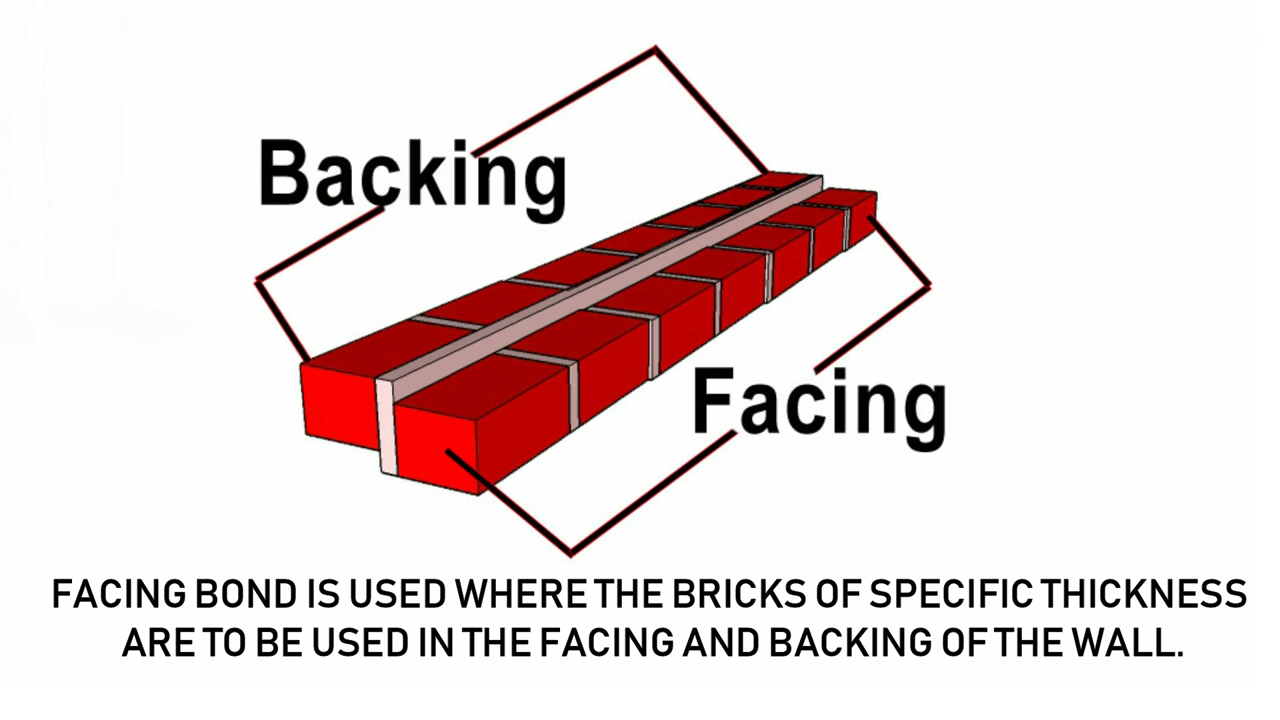 Backing
Facing
FACING BOND IS USED WHERE THE BRICKS OF SPECIFIC THICKNESS
ARE TO BE USED IN THE FACING AND BACKING OF THE WALL.